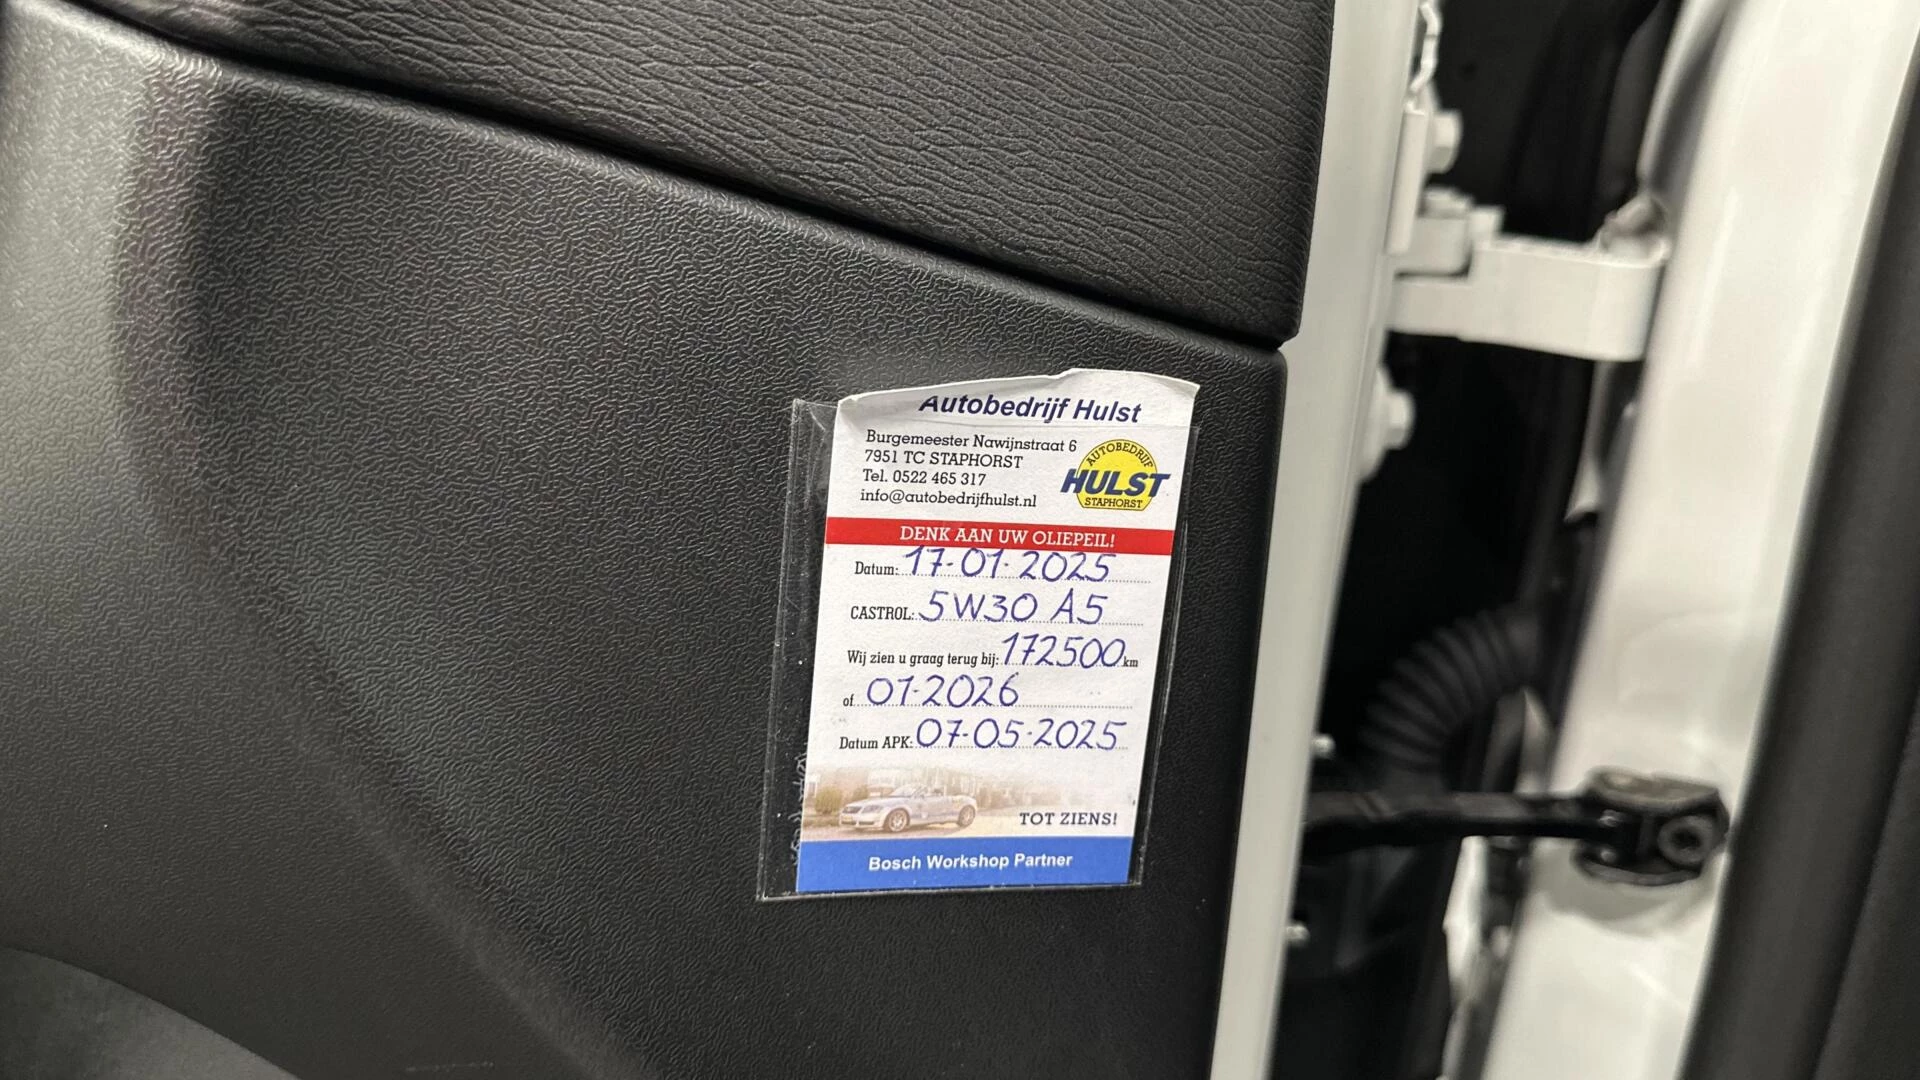 Autobedrijf Hulst
Burgemeester Nawijnstraat 6
7951 TC STAPHORST
Tel. 0522 465 317
info@autobedrijfhulst.nl
AUTOBEDRIJF
HULST
STAPHORST
DENK AAN UW OLIEPEIL!
Datum: 17-01-2025
CASTROL: 5W30 A5
Wij zien u graag terug bij: 172500 km
of 01-2026
Datum APK: 07-05-2025
TOT ZIENS!
Bosch Workshop Partner